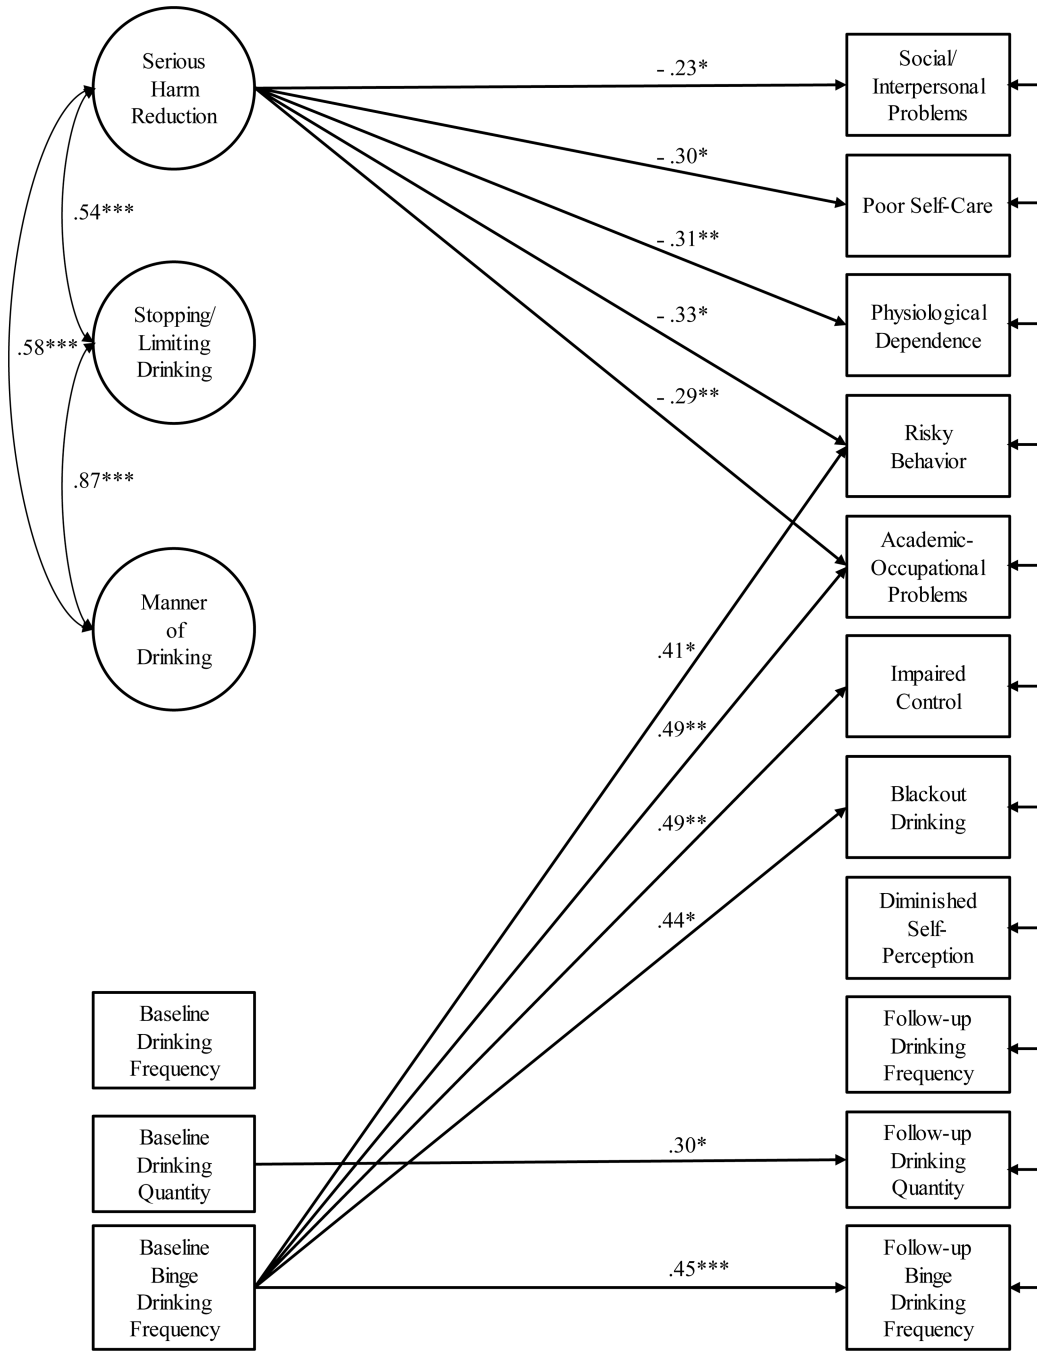 Serious
Harm
Reduction
.54***
Stopping/
Limiting
Drinking
.58***
.87***
Manner
of
Drinking
Baseline
Drinking
Frequency
Baseline
Drinking
Quantity
Baseline
Binge
Drinking
Frequency
- .23*
- .30*
- .31**
- .33*
- .29**
.41*
.49**
.49**
.44*
.30*
.45***
Social/
Interpersonal
Problems
Poor Self-Care
Physiological
Dependence
Risky
Behavior
Academic-
Occupational
Problems
Impaired
Control
Blackout
Drinking
Diminished
Self-
Perception
Follow-up
Drinking
Frequency
Follow-up
Drinking
Quantity
Follow-up
Binge
Drinking
Frequency